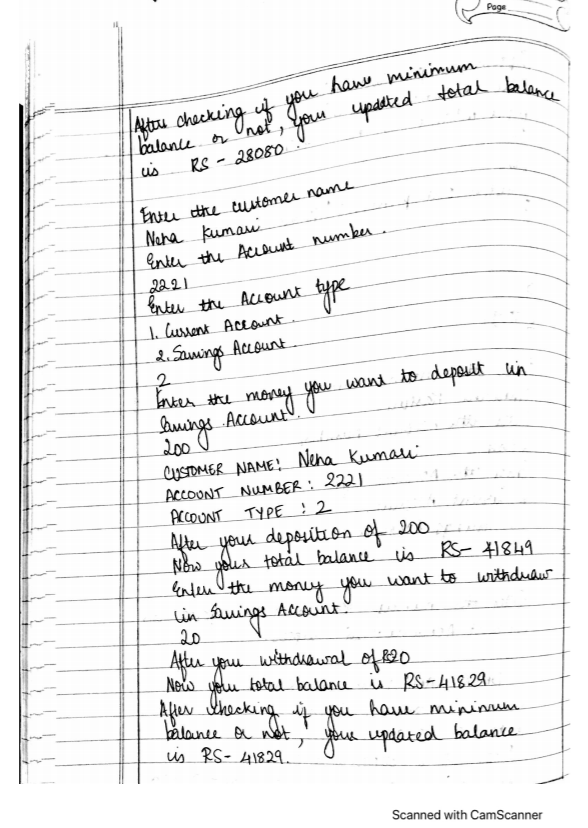 Page
After checking if you have minimum
balance or not, your updated total balance
is RS - 28080.
Enter the customer name
Neha Kumari
Enter the Account number.
2221
Enter the Account type
1. Current Account.
2. Savings Account.
2
Enter the money you want to deposit in
Savings Account.
200
CUSTOMER NAME: Neha Kumari
ACCOUNT NUMBER: 2221
ACCOUNT TYPE : 2
After your deposition of 200
Now your total balance is RS- 41849
Enter the money you want to withdraw
in Savings Account.
20
After your withdrawal of 20
Now your total balance is RS-41829
After checking if you have minimum
balance or not, your updated balance
is RS- 41829.
Scanned with CamScanner